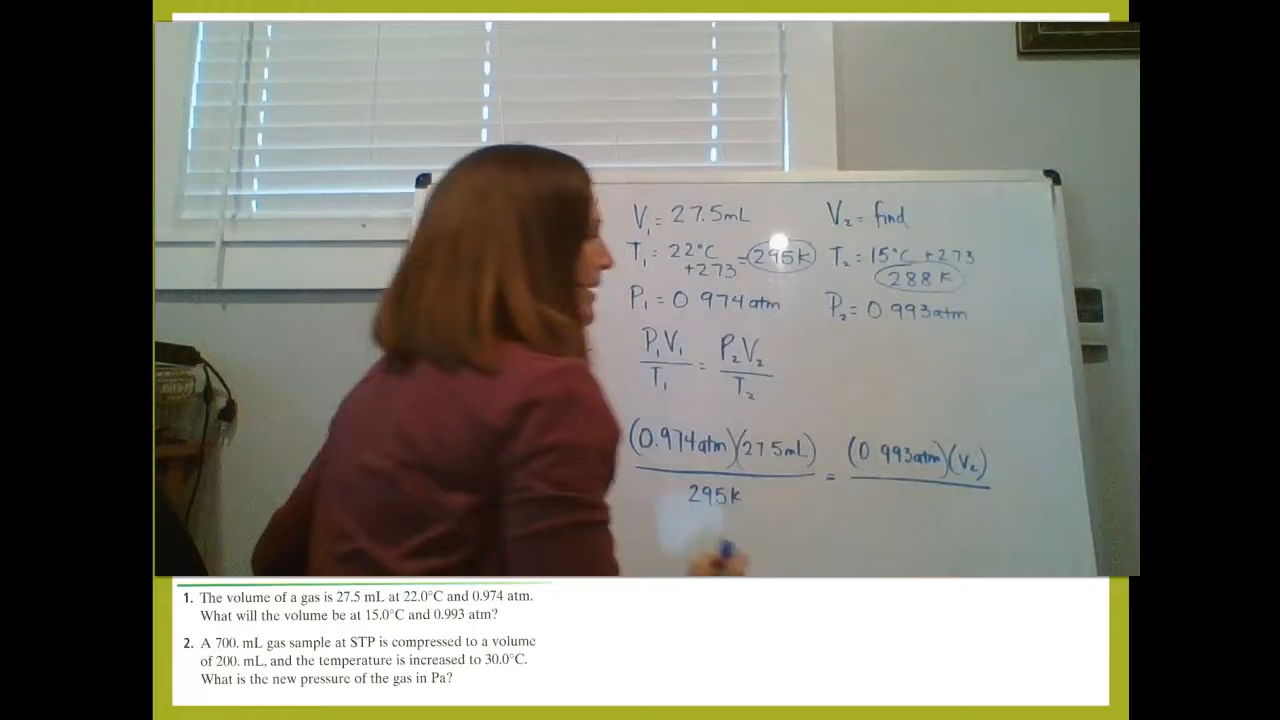 V₁ = 27.5mL V₂ = find
T₁ = 22°C +273 = 295K T₂ = 15°C +273
288K
P₁ = 0 974atm P₂ = 0 993atm
P₁V₁ / T₁ = P₂V₂ / T₂
(0.974atm)(27 5mL) / 295K = (0 993atm)(V₂)
1. The volume of a gas is 27.5 mL at 22.0°C and 0.974 atm.
What will the volume be at 15.0°C and 0.993 atm?
2. A 700. mL gas sample at STP is compressed to a volume
of 200. mL, and the temperature is increased to 30.0°C.
What is the new pressure of the gas in Pa?